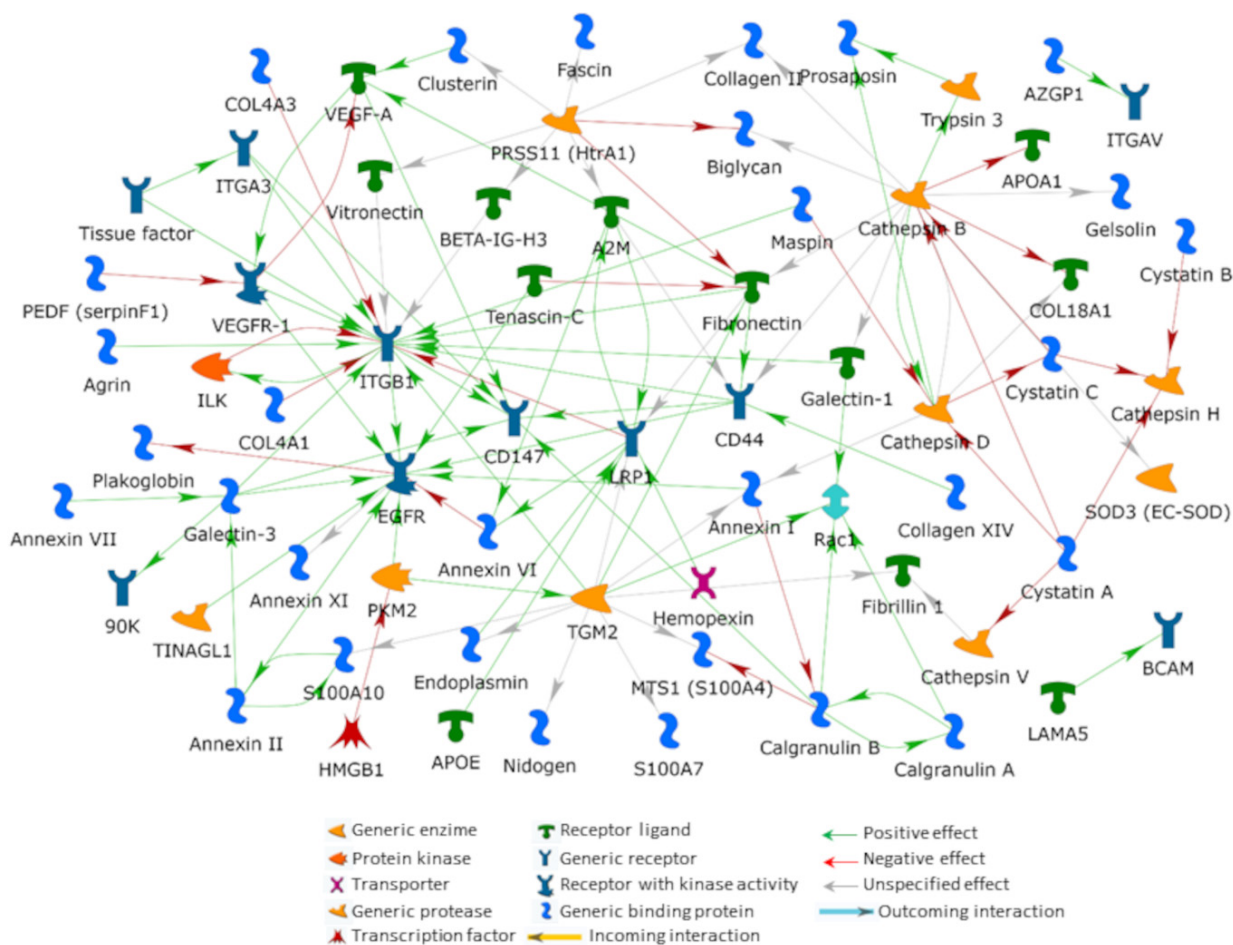 Clusterin
Fascin
Collagen II
Prosaposin
COL4A3
VEGF-A
Trypsin 3
AZGP1
ITGAV
PRSS11 (HtrA1)
Biglycan
APOA1
ITGA3
Vitronectin
BETA-IG-H3
A2M
Maspin
Cathepsin B
Gelsolin
Tissue factor
PEDF (serpinF1)
VEGFR-1
Tenascin-C
Fibronectin
COL18A1
Cystatin B
Agrin
ILK
ITGB1
Galectin-1
Cystatin C
Cathepsin H
COL4A1
CD147
LRP1
CD44
Cathepsin D
Plakoglobin
EGFR
Annexin I
Rac1
Collagen XIV
SOD3 (EC-SOD)
Annexin VII
Galectin-3
Annexin VI
Annexin XI
PKM2
Hemopexin
Fibrillin 1
Cystatin A
90K
TINAGL1
TGM2
Cathepsin V
BCAM
S100A10
Endoplasmin
MTS1 (S100A4)
Annexin II
HMGB1
APOE
Nidogen
S100A7
Calgranulin B
Calgranulin A
LAMA5
Generic enzime
Receptor ligand
Positive effect
Protein kinase
Generic receptor
Negative effect
Transporter
Receptor with kinase activity
Unspecified effect
Generic protease
Generic binding protein
Outcoming interaction
Transcription factor
Incoming interaction